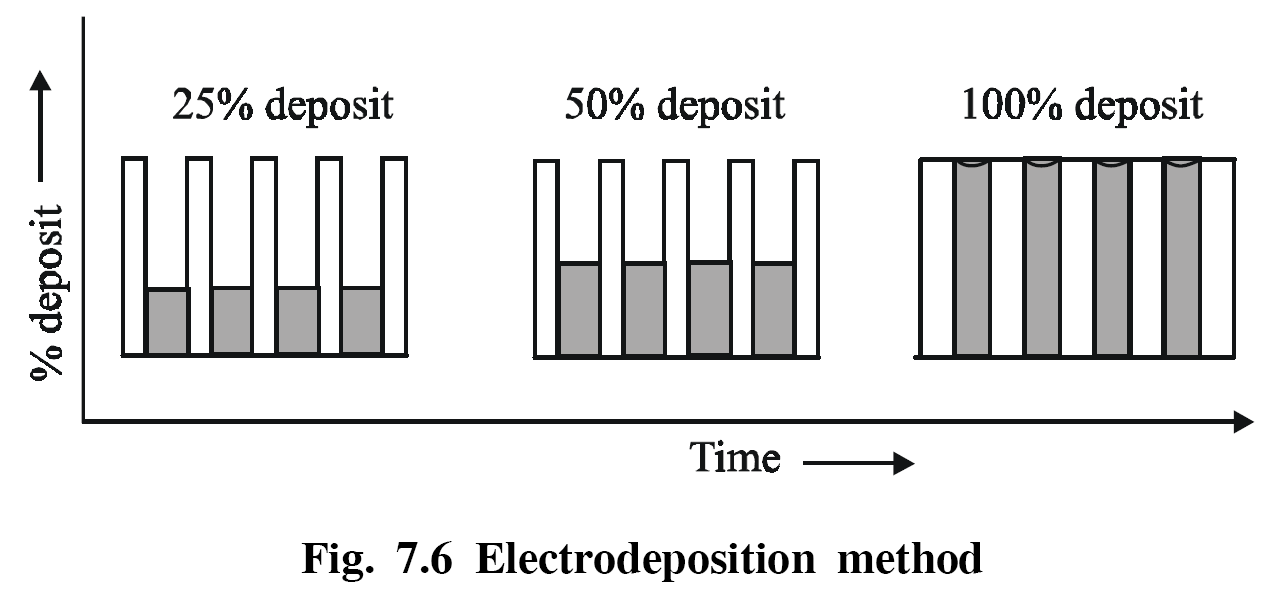 25% deposit
50% deposit
100% deposit
% deposit
Time
Fig. 7.6 Electrodeposition method